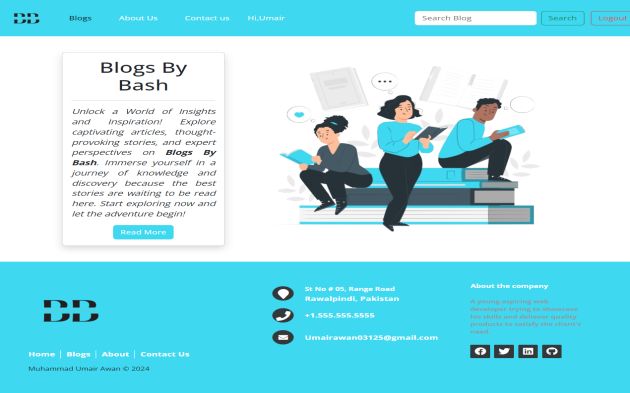 DD Blogs About Us Contact us Hi,Umair Search Blog Search Logout
Blogs By
Bash
Unlock a World of Insights
and Inspiration! Explore
captivating articles, thought-
provoking stories, and expert
perspectives on Blogs By
Bash. Immerse yourself in a
journey of knowledge and
discovery because the best
stories are waiting to be read
here. Start exploring now and
let the adventure begin!
Read More
DD
Home | Blogs | About | Contact Us
Muhammad Umair Awan © 2024
St No # 05, Range Road
Rawalpindi, Pakistan
+1.555.555.5555
Umairawan03125@gmail.com
About the company
A young aspiring web
developer trying to showcase
his skills and deliever quality
products to satisfy the client's
need.